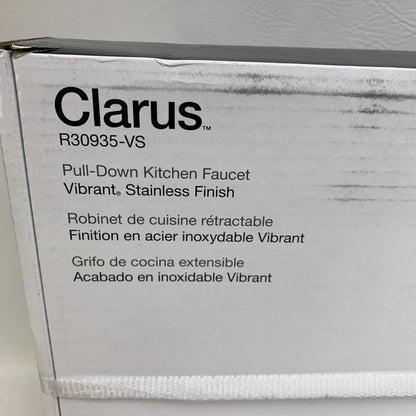 Clarus™
R30935-VS
Pull-Down Kitchen Faucet
Vibrant® Stainless Finish
Robinet de cuisine rétractable
Finition en acier inoxydable Vibrant
Grifo de cocina extensible
Acabado en inoxidable Vibrant